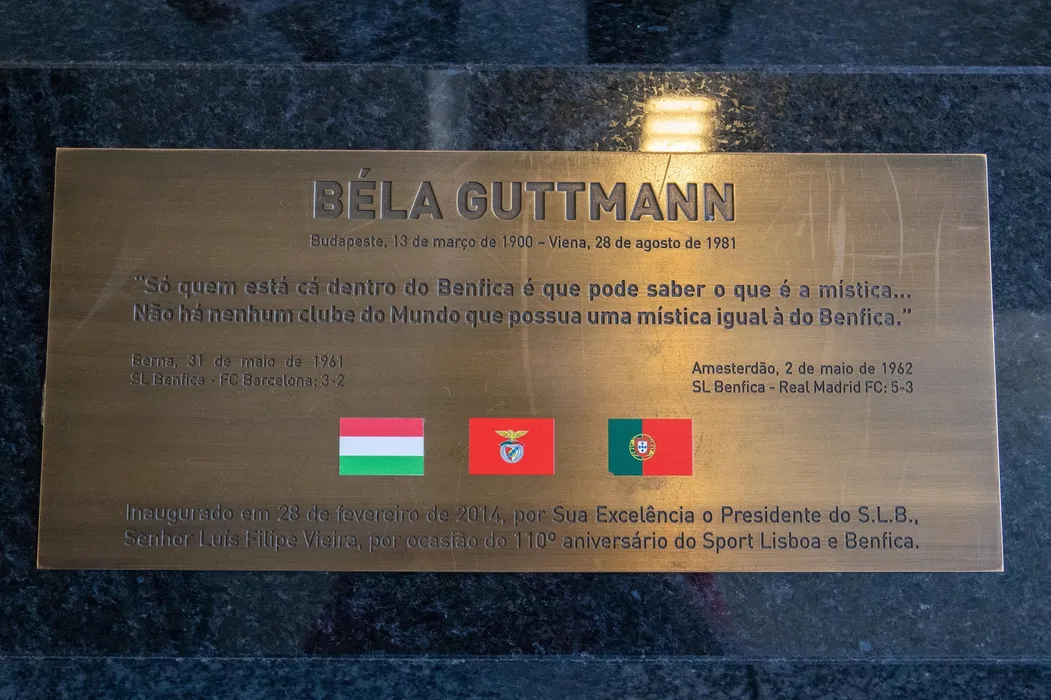 BÉLA GUTTMANN
Budapeste, 13 de março de 1900 - Viena, 28 de agosto de 1981
"Só quem está cá dentro do Benfica é que pode saber o que é a mística...
Não há nenhum clube do Mundo que possua uma mística igual à do Benfica."
Berna, 31 de maio de 1961
SL Benfica - FC Barcelona: 3-2
Amesterdão, 2 de maio de 1962
SL Benfica - Real Madrid FC: 5-3
Inaugurado em 28 de fevereiro de 2014, por Sua Excelência o Presidente do S.L.B.,
Senhor Luís Filipe Vieira, por ocasião do 110º aniversário do Sport Lisboa e Benfica.